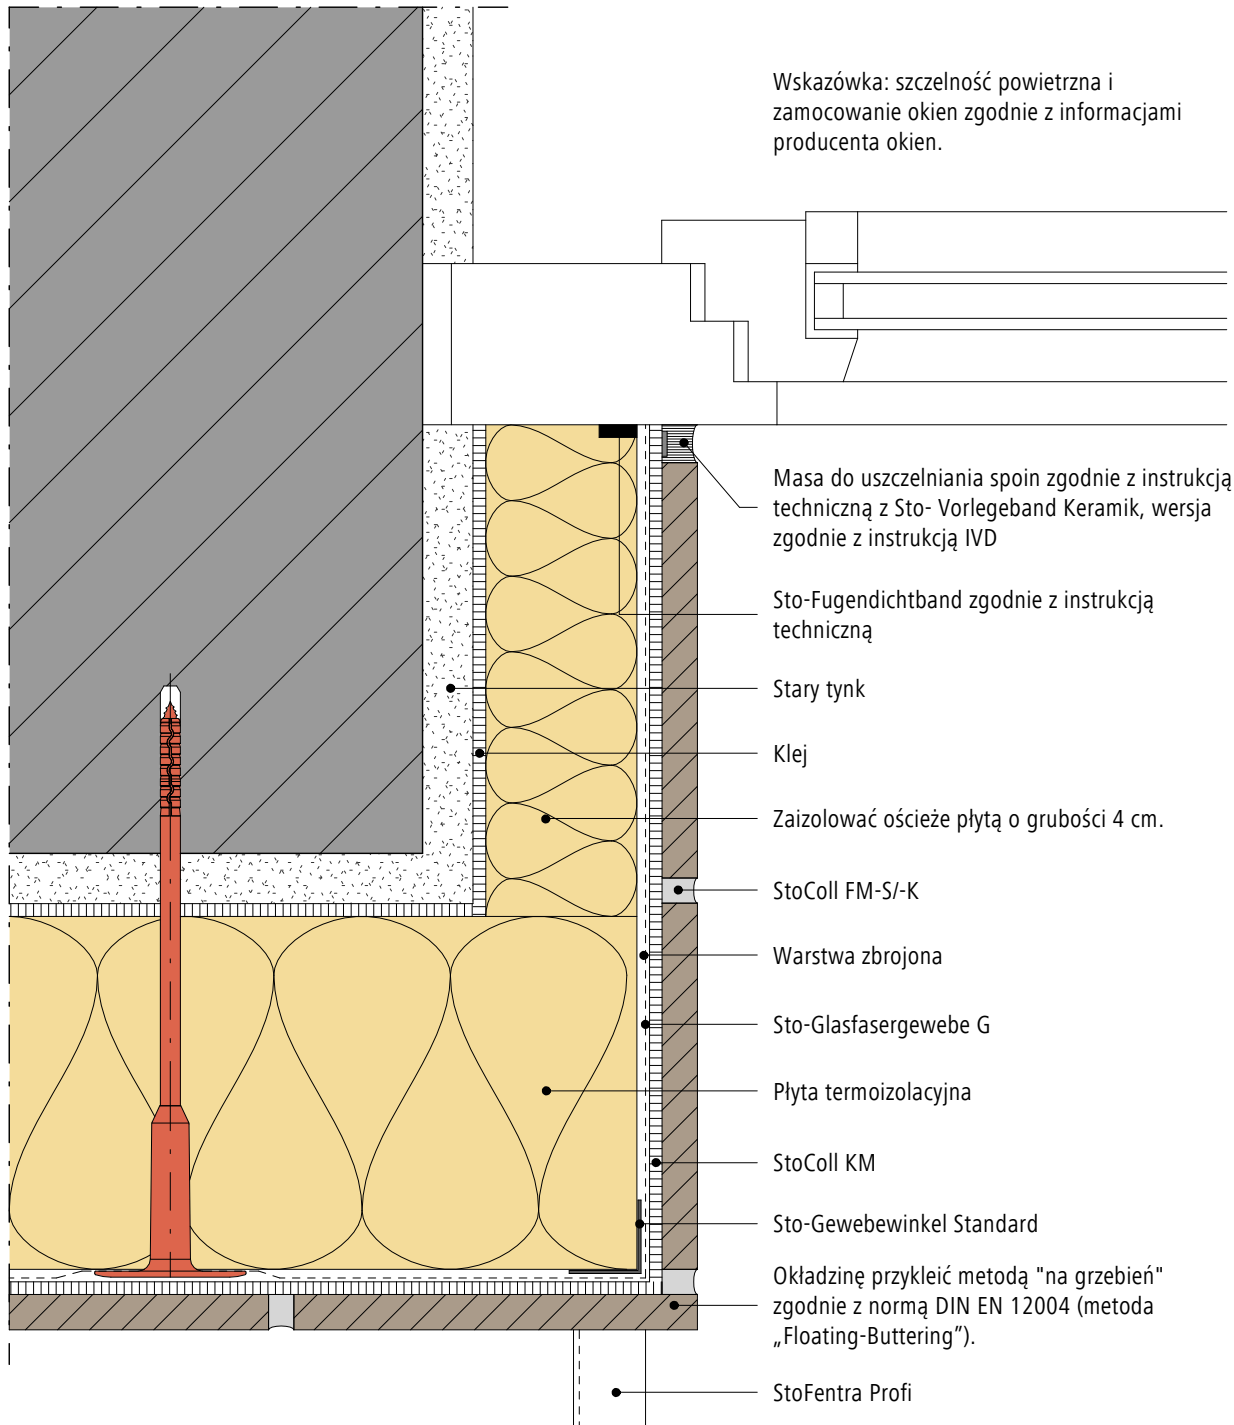 Wskazówka: szczelność powietrzna i
zamocowanie okien zgodnie z informacjami
producenta okien.
Masa do uszczelniania spoin zgodnie z instrukcją
techniczną z Sto- Vorlegeband Keramik, wersja
zgodnie z instrukcją IVD
Sto-Fugendichtband zgodnie z instrukcją
techniczną
Stary tynk
Klej
Zaizolować ościeże płytą o grubości 4 cm.
StoColl FM-S/-K
Warstwa zbrojona
Sto-Glasfasergewebe G
Płyta termoizolacyjna
StoColl KM
Sto-Gewebewinkel Standard
Okładzinę przykleić metodą "na grzebień"
zgodnie z normą DIN EN 12004 (metoda
„Floating-Buttering”).
StoFentra Profi